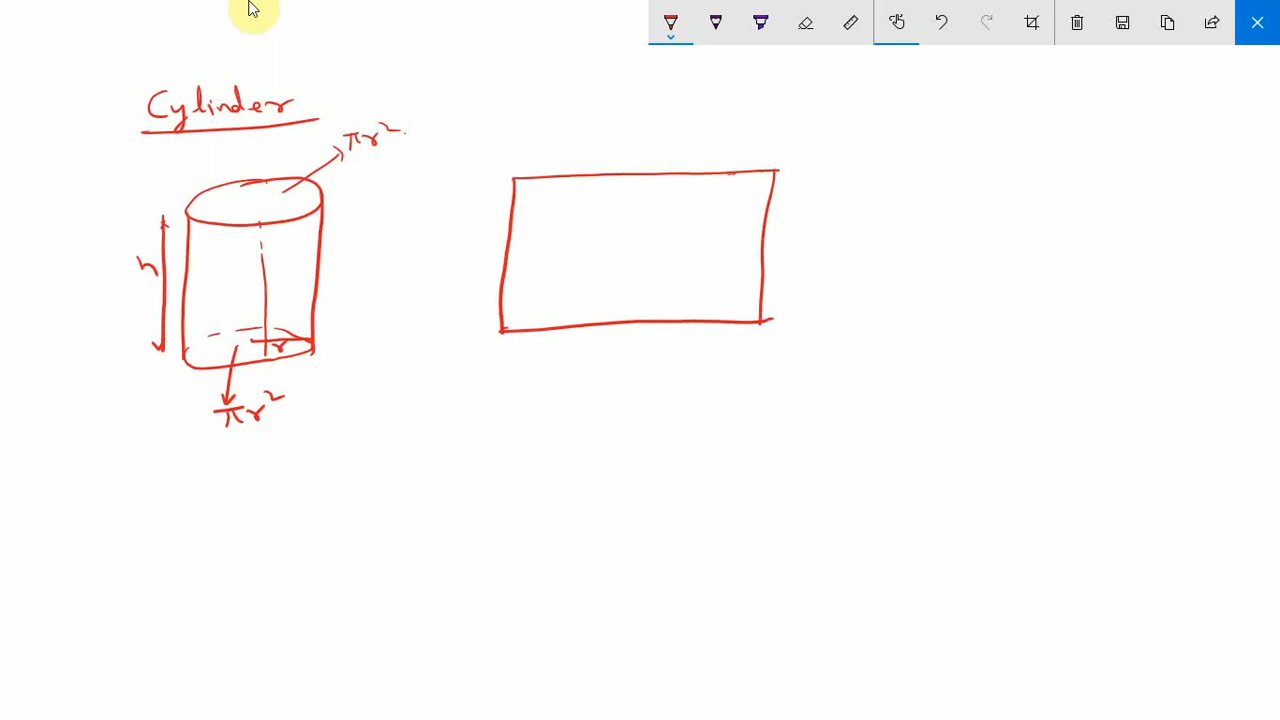 Cylinder
πr²
h
r
πr²